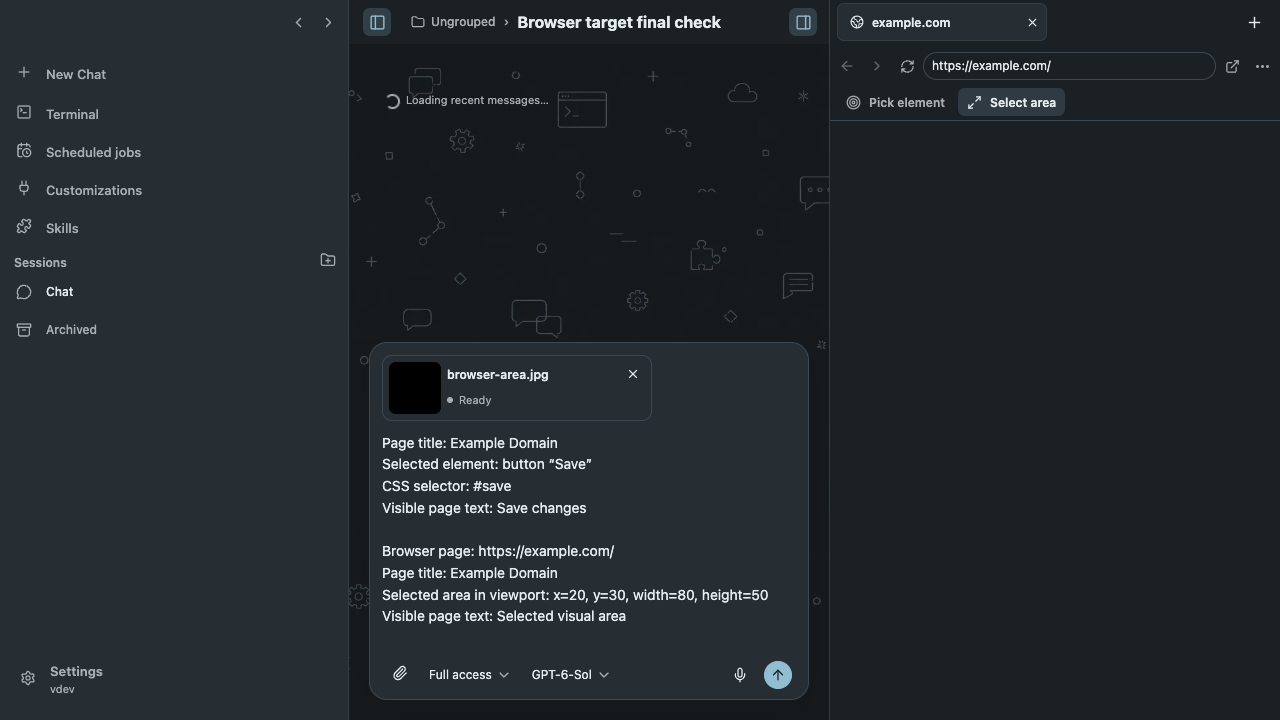 New Chat
Terminal
Scheduled jobs
Customizations
Skills
Sessions
Chat
Archived
Settings
vdev
Ungrouped › Browser target final check
Loading recent messages...
browser-area.jpg
Ready
Page title: Example Domain
Selected element: button “Save”
CSS selector: #save
Visible page text: Save changes
Browser page: https://example.com/
Page title: Example Domain
Selected area in viewport: x=20, y=30, width=80, height=50
Visible page text: Selected visual area
Full access
GPT-6-Sol
example.com
https://example.com/
Pick element
Select area